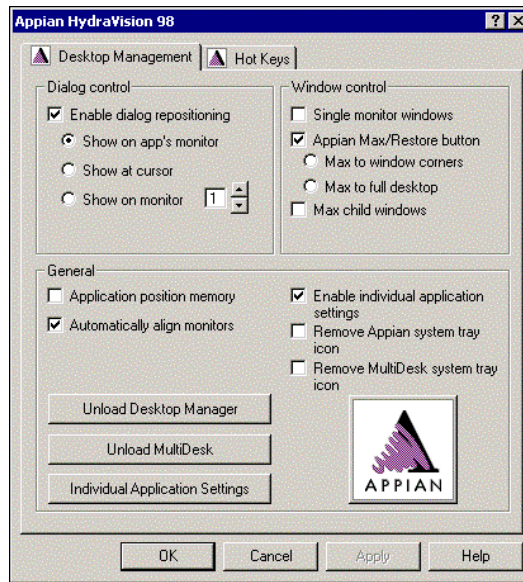 Appian HydraVision 98
Desktop Management
Hot Keys
Dialog control
Enable dialog repositioning
Show on app's monitor
Show at cursor
Show on monitor 1
Window control
Single monitor windows
Appian Max/Restore button
Max to window corners
Max to full desktop
Max child windows
General
Application position memory
Automatically align monitors
Enable individual application
settings
Remove Appian system tray
icon
Remove MultiDesk system tray
icon
Unload Desktop Manager
Unload MultiDesk
Individual Application Settings
APPIAN
OK
Cancel
Apply
Help